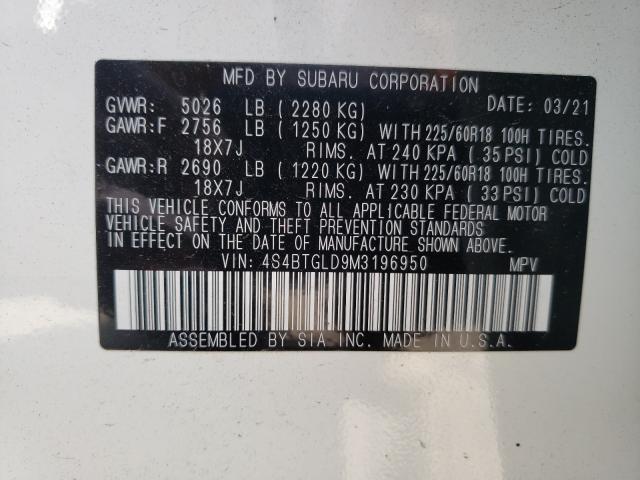 MFD BY SUBARU CORPORATION
GVWR: 5026 LB ( 2280 KG) DATE: 03/21
GAWR:F 2756 LB ( 1250 KG) WITH 225/60R18 100H TIRES.
18X7J RIMS. AT 240 KPA ( 35 PSI) COLD
GAWR:R 2690 LB ( 1220 KG) WITH 225/60R18 100H TIRES.
18X7J RIMS. AT 230 KPA ( 33 PSI) COLD
THIS VEHICLE CONFORMS TO ALL APPLICABLE FEDERAL MOTOR
VEHICLE SAFETY AND THEFT PREVENTION STANDARDS
IN EFFECT ON THE DATE OF MANUFACTURE SHOWN ABOVE.
VIN: 4S4BTGLD9M3196950 MPV
ASSEMBLED BY SIA INC. MADE IN U.S.A.